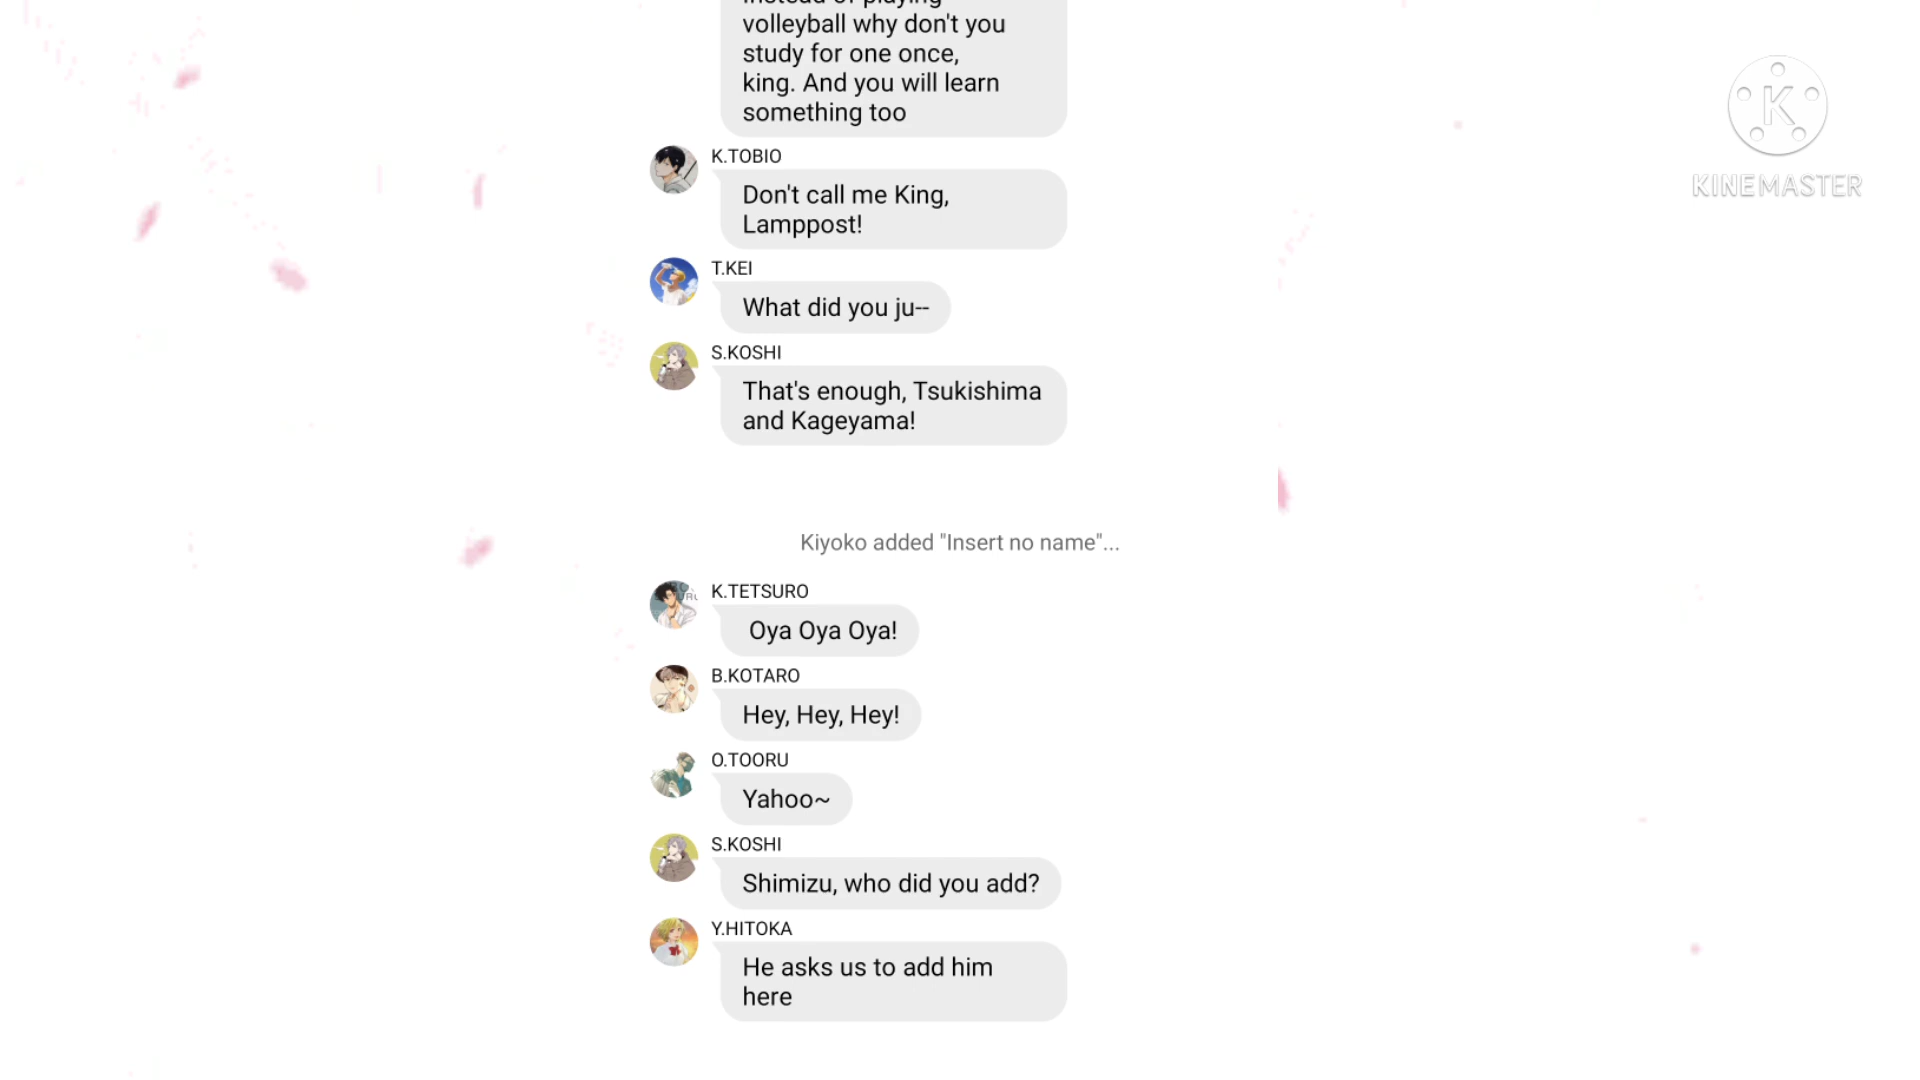 instead of playing
volleyball why don't you
study for one once,
king. And you will learn
something too
K.TOBIO
Don't call me King,
Lamppost!
T.KEI
What did you ju--
S.KOSHI
That's enough, Tsukishima
and Kageyama!
Kiyoko added "Insert no name"...
K.TETSURO
Oya Oya Oya!
B.KOTARO
Hey, Hey, Hey!
O.TOORU
Yahoo~
S.KOSHI
Shimizu, who did you add?
Y.HITOKA
He asks us to add him
here
K
KINEMASTER